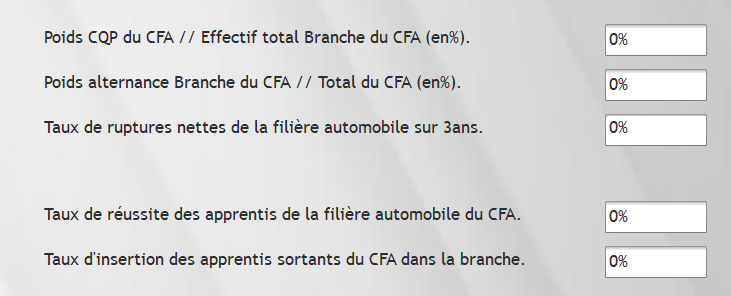 Poids CQP du CFA // Effectif total Branche du CFA (en%). 0%
Poids alternance Branche du CFA // Total du CFA (en%). 0%
Taux de ruptures nettes de la filière automobile sur 3ans. 0%
Taux de réussite des apprentis de la filière automobile du CFA. 0%
Taux d'insertion des apprentis sortants du CFA dans la branche. 0%